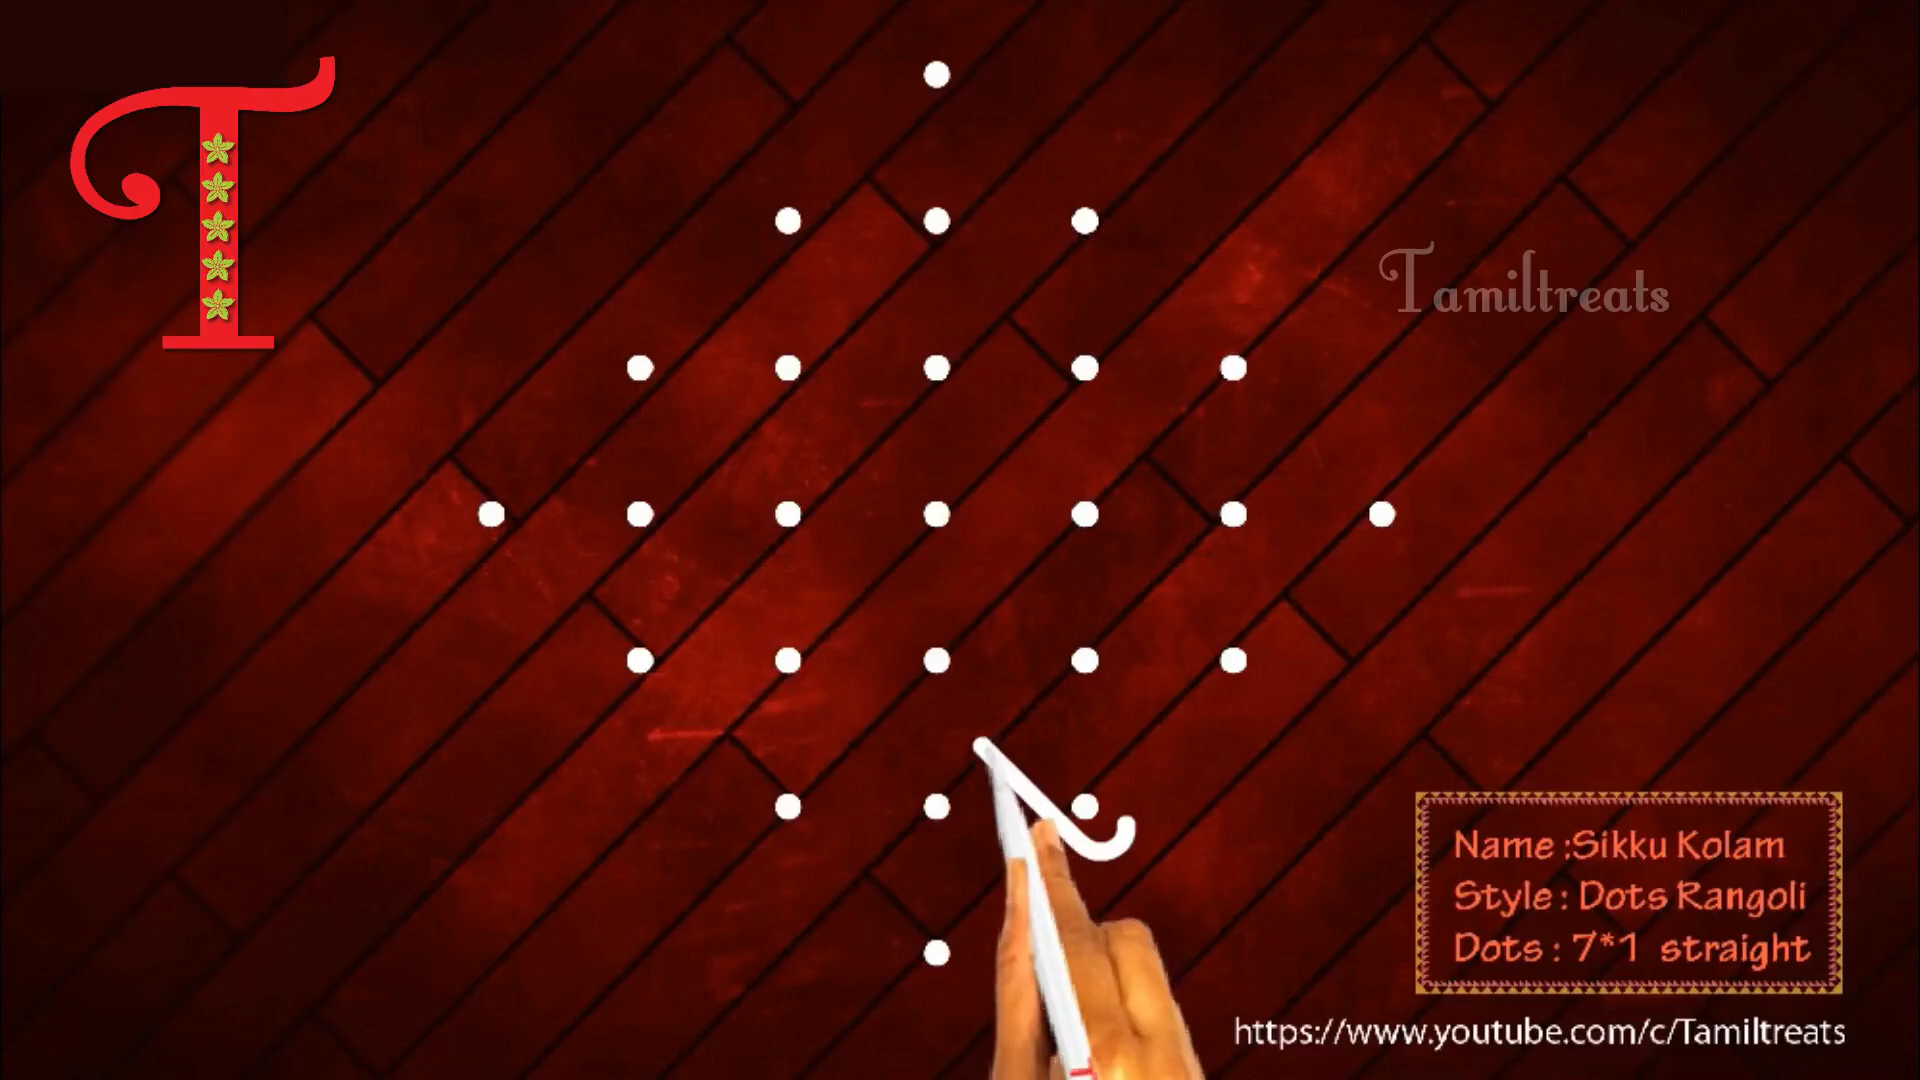 T
Tamiltreats
Name :Sikku Kolam
Style : Dots Rangoli
Dots : 7*1 straight
https://www.youtube.com/c/Tamiltreats